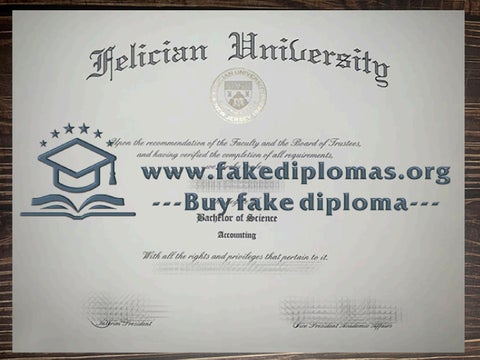 Felician University
Upon the recommendation of the Faculty and the Board of Trustees,
and having verified the completion of all requirements,
www.fakediplomas.org
---Buy fake diploma---
Bachelor of Science
Accounting
With all the rights and privileges that pertain to it.
Interim President
Vice President Academic Affairs